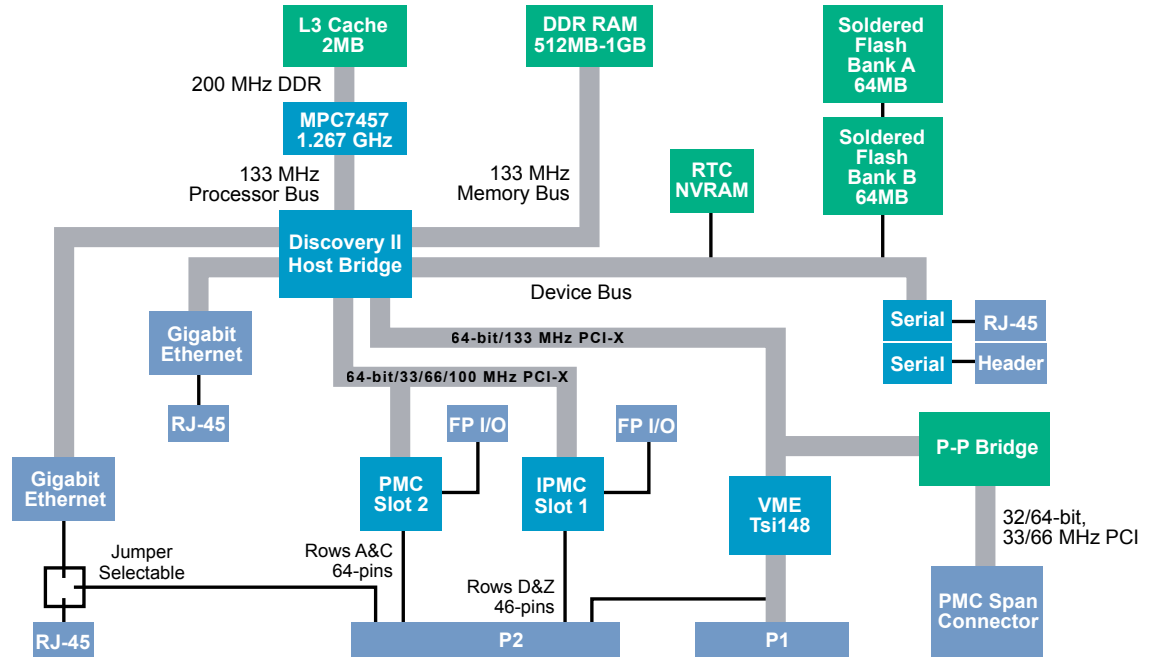 L3 Cache
2MB
DDR RAM
512MB-1GB
Soldered
Flash
Bank A
64MB
200 MHz DDR
MPC7457
1.267 GHz
Soldered
Flash
Bank B
64MB
133 MHz
Processor Bus
133 MHz
Memory Bus
RTC
NVRAM
Discovery II
Host Bridge
Device Bus
Gigabit
Ethernet
Serial
RJ-45
Serial
Header
64-bit/133 MHz PCI-X
64-bit/33/66/100 MHz PCI-X
RJ-45
FP I/O
FP I/O
P-P Bridge
Gigabit
Ethernet
PMC
Slot 2
IPMC
Slot 1
VME
Tsi148
32/64-bit,
33/66 MHz PCI
Jumper
Selectable
Rows A&C
64-pins
Rows D&Z
46-pins
PMC Span
Connector
RJ-45
P2
P1